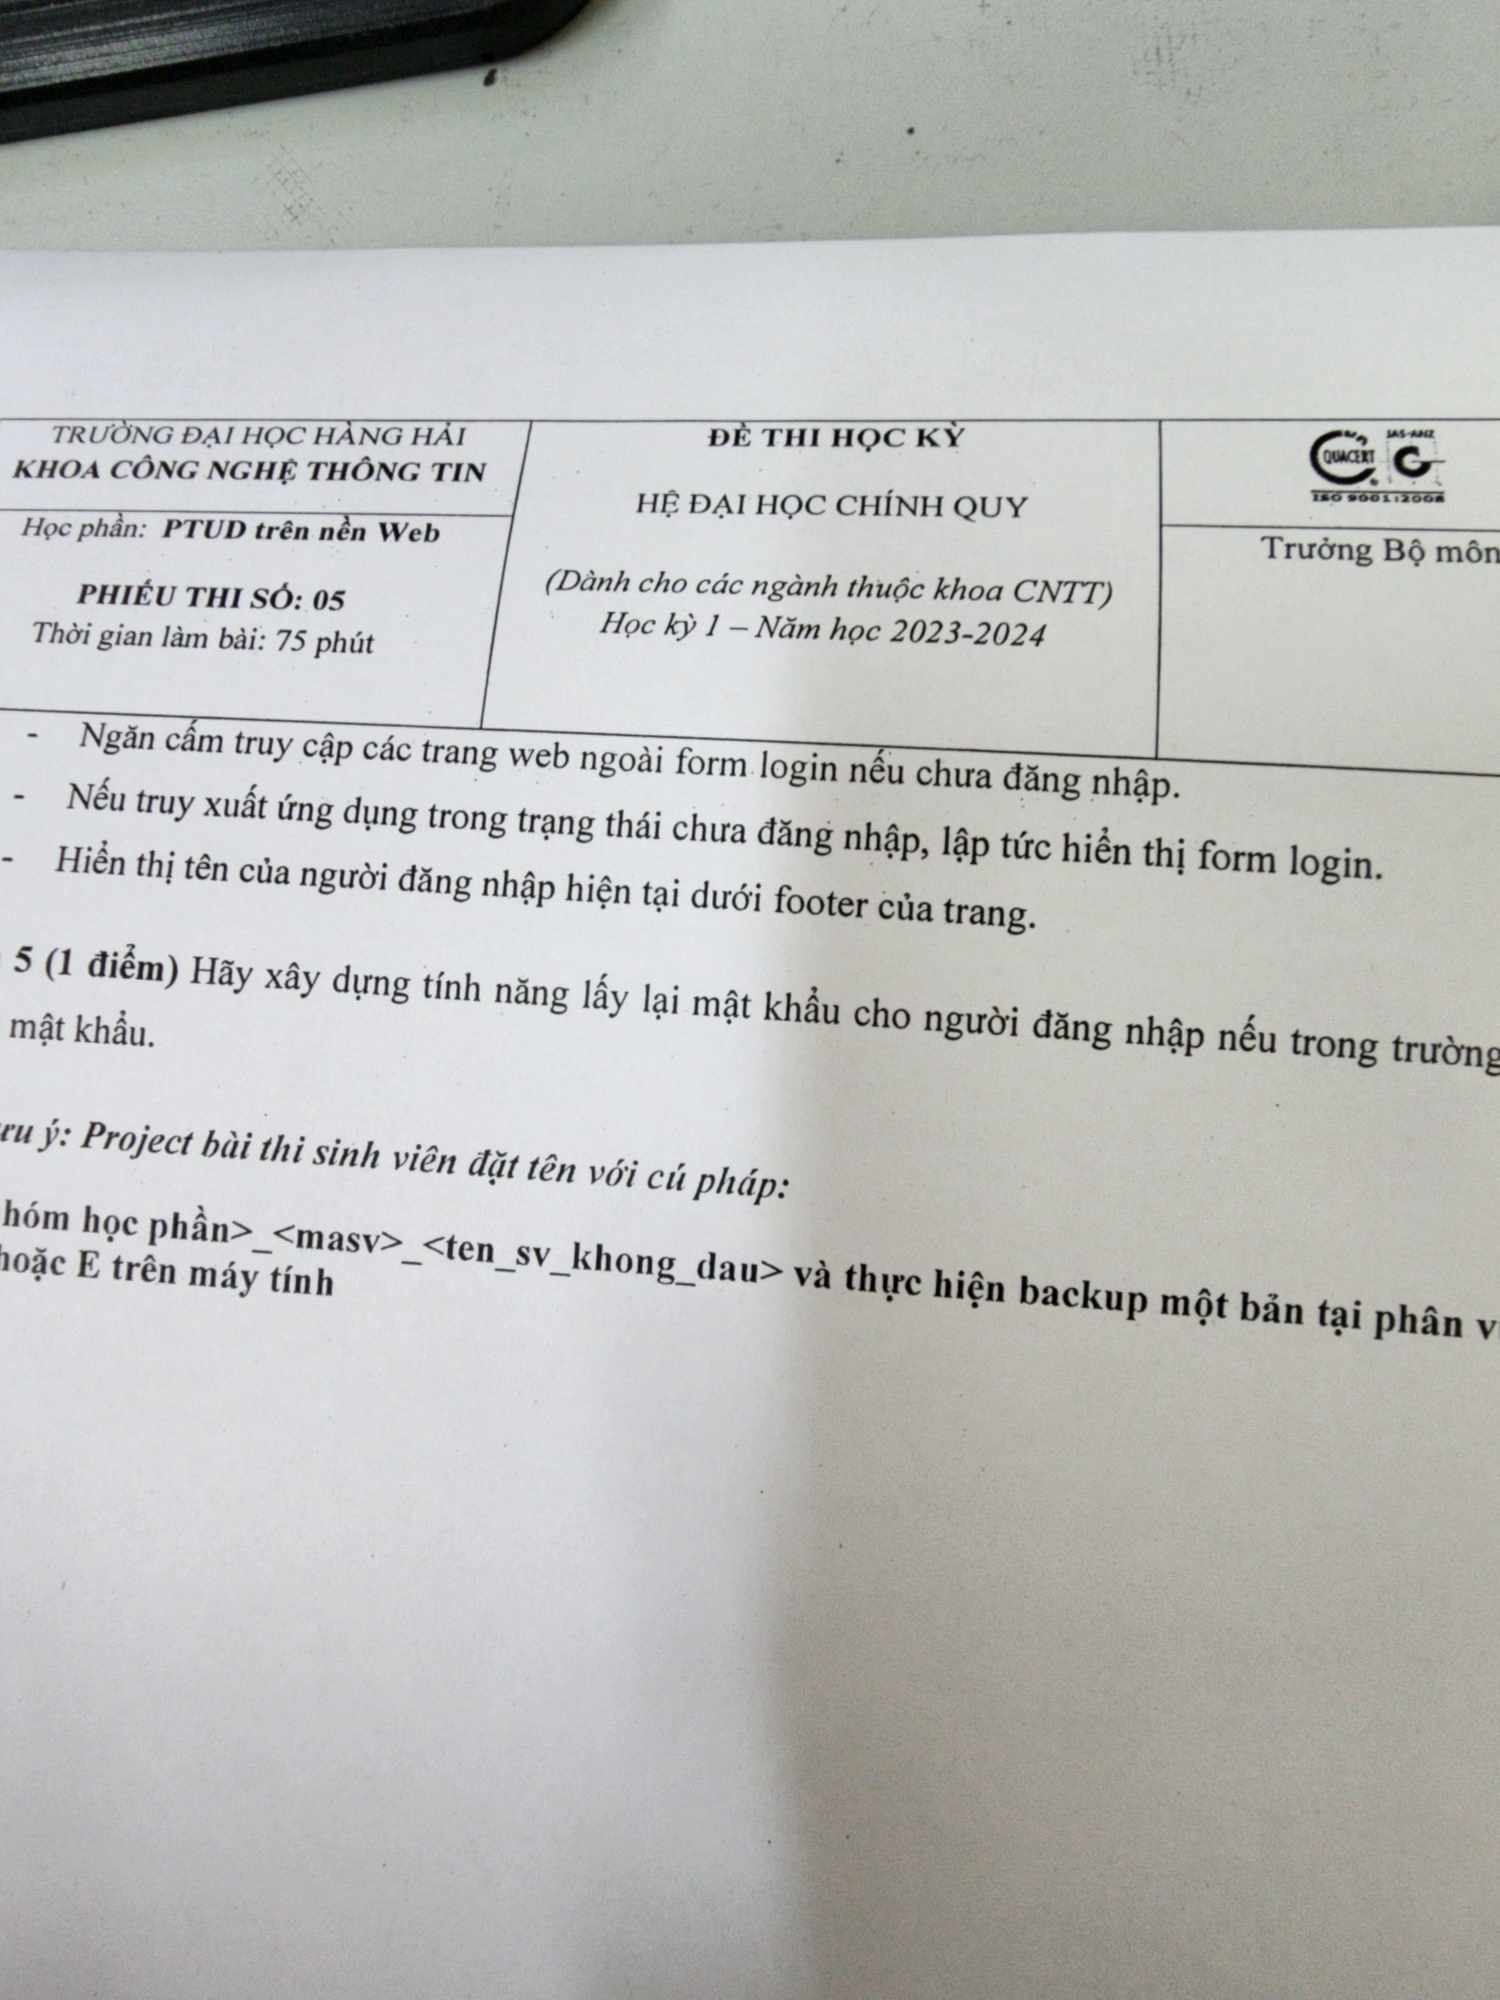 TRƯỜNG ĐẠI HỌC HÀNG HẢI
KHOA CÔNG NGHỆ THÔNG TIN
Học phần: PTUD trên nền Web
PHIẾU THI SỐ: 05
Thời gian làm bài: 75 phút
ĐỀ THI HỌC KỲ
HỆ ĐẠI HỌC CHÍNH QUY
(Dành cho các ngành thuộc khoa CNTT)
Học kỳ 1 – Năm học 2023-2024
QUACERT
JAS-ANZ
ISO 9001:2008
Trưởng Bộ môn
- Ngăn cấm truy cập các trang web ngoài form login nếu chưa đăng nhập.
- Nếu truy xuất ứng dụng trong trạng thái chưa đăng nhập, lập tức hiển thị form login.
- Hiển thị tên của người đăng nhập hiện tại dưới footer của trang.
5 (1 điểm) Hãy xây dựng tính năng lấy lại mật khẩu cho người đăng nhập nếu trong trường
mật khẩu.
ưu ý: Project bài thi sinh viên đặt tên với cú pháp:
hóm học phần>_<masv>_<ten_sv_khong_dau> và thực hiện backup một bản tại phân v
hoặc E trên máy tính